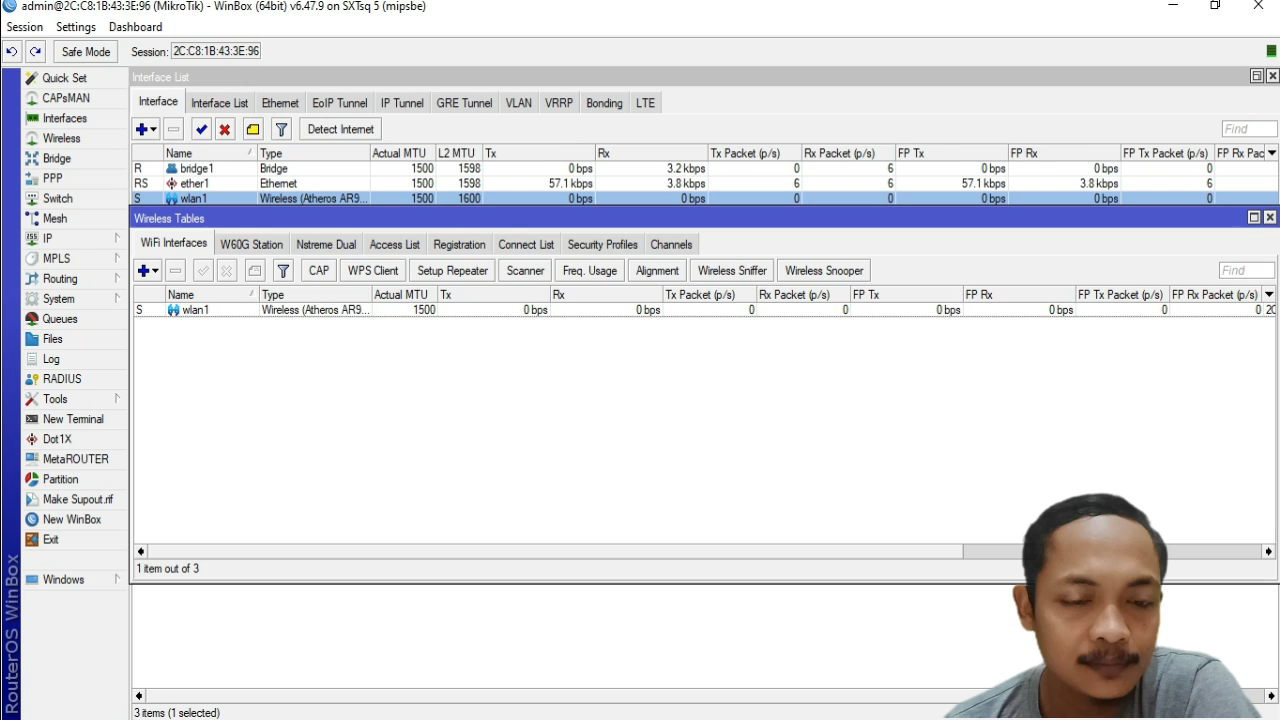 admin@2C:C8:1B:43:3E:96 (MikroTik) - WinBox (64bit) v6.47.9 on SXTsq 5 (mipsbe)
Session Settings Dashboard
Safe Mode Session: 2C:C8:1B:43:3E:96
Quick Set
CAPsMAN
Interfaces
Wireless
Bridge
PPP
Switch
Mesh
IP
MPLS
Routing
System
Queues
Files
Log
RADIUS
Tools
New Terminal
Dot1X
MetaROUTER
Partition
Make Supout.rif
New WinBox
Exit
Windows
RouterOS WinBox
Interface List
Interface Interface List Ethernet EoIP Tunnel IP Tunnel GRE Tunnel VLAN VRRP Bonding LTE
Detect Internet Find
Name Type Actual MTU L2 MTU Tx Rx Tx Packet (p/s) Rx Packet (p/s) FP Tx FP Rx FP Tx Packet (p/s) FP Rx Pac
R bridge1 Bridge 1500 1598 0 bps 3.2 kbps 0 6 0 bps 3.2 kbps 0
RS ether1 Ethernet 1500 1598 57.1 kbps 3.8 kbps 6 6 57.1 kbps 3.8 kbps 6
S wlan1 Wireless (Atheros AR9... 1500 1600 0 bps 0 bps 0 0 0 bps 0 bps 0
Wireless Tables
WiFi Interfaces W60G Station Nstreme Dual Access List Registration Connect List Security Profiles Channels
CAP WPS Client Setup Repeater Scanner Freq. Usage Alignment Wireless Sniffer Wireless Snooper Find
Name Type Actual MTU Tx Rx Tx Packet (p/s) Rx Packet (p/s) FP Tx FP Rx FP Tx Packet (p/s) FP Rx Packet (p/s)
S wlan1 Wireless (Atheros AR9... 1500 0 bps 0 bps 0 0 0 bps 0 bps 0 0 20
1 item out of 3
3 items (1 selected)